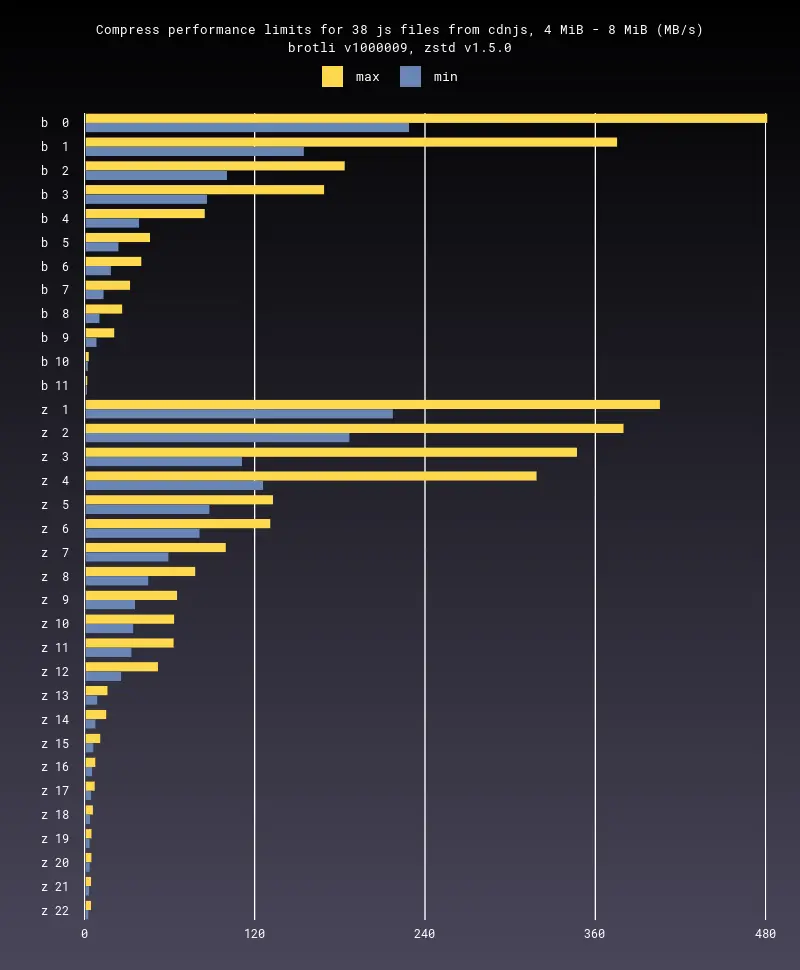 Compress performance limits for 38 js files from cdnjs, 4 MiB - 8 MiB (MB/s)
brotli v1000009, zstd v1.5.0
max min
b 0
b 1
b 2
b 3
b 4
b 5
b 6
b 7
b 8
b 9
b 10
b 11
z 1
z 2
z 3
z 4
z 5
z 6
z 7
z 8
z 9
z 10
z 11
z 12
z 13
z 14
z 15
z 16
z 17
z 18
z 19
z 20
z 21
z 22
0 120 240 360 480